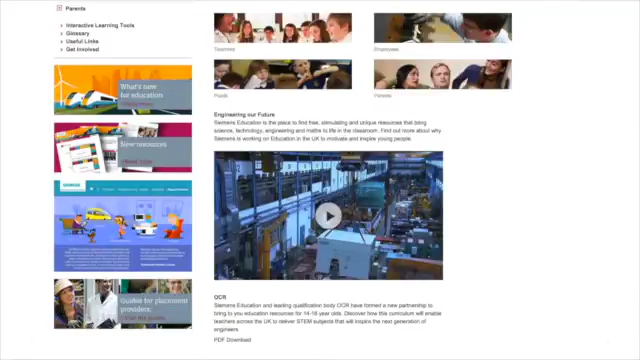 Parents
Interactive Learning Tools
Glossary
Useful Links
Get Involved
What's new
for education
New resources
Guides for placement
providers:
Teachers
Employees
Pupils
Parents
Engineering our Future
Siemens Education is the place to find free, stimulating and unique resources that bring
science, technology, engineering and maths to life in the classroom. Find out more about why
Siemens is working on Education in the UK to motivate and inspire young people.
OCR
Siemens Education and leading qualification body OCR have formed a new partnership to
bring to you education resources for 14-16 year olds. Discover how this curriculum will enable
teachers across the UK to deliver STEM subjects that will inspire the next generation of
engineers
PDF Download